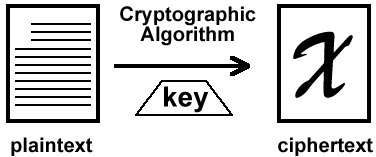 Cryptographic
Algorithm
key
X
plaintext
ciphertext